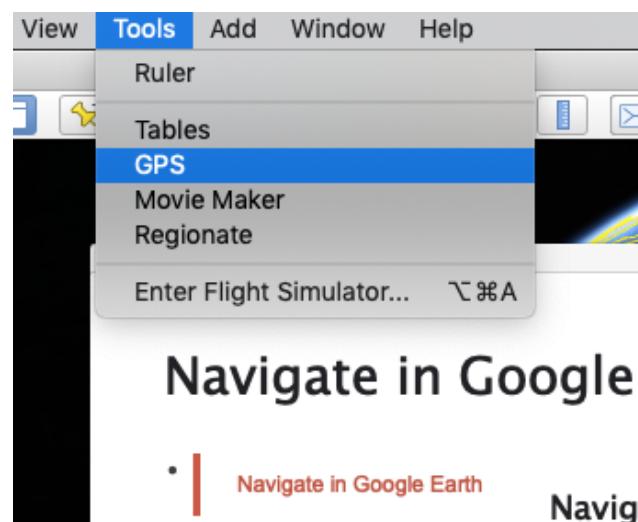 View Tools Add Window Help
Ruler
Tables
GPS
Movie Maker
Regionate
Enter Flight Simulator... ⌥⌘A
Navigate in Google
Navigate in Google Earth
Navig